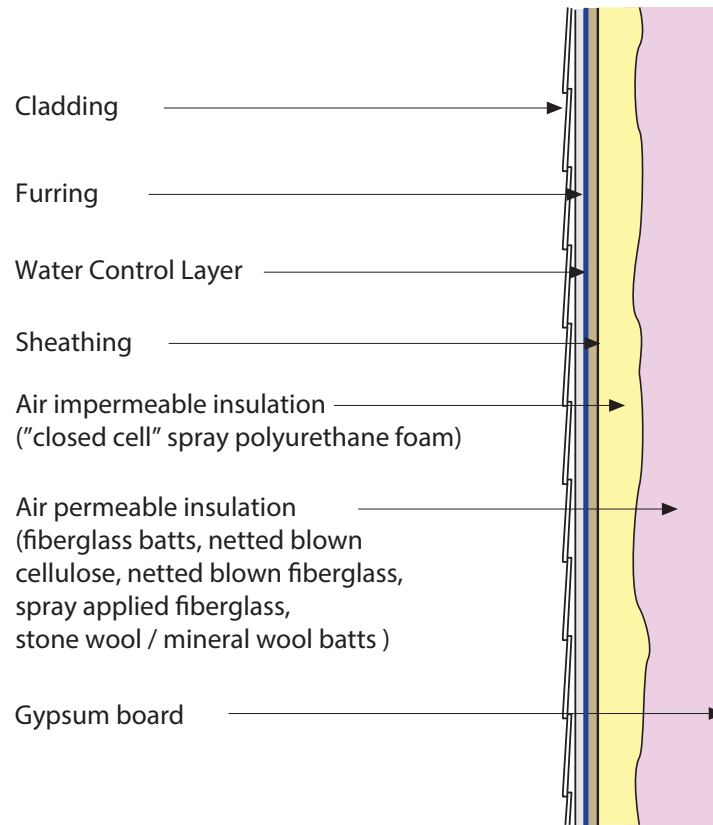 Cladding
Furring
Water Control Layer
Sheathing
Air impermeable insulation
(”closed cell” spray polyurethane foam)
Air permeable insulation
(fiberglass batts, netted blown
cellulose, netted blown fiberglass,
spray applied fiberglass,
stone wool / mineral wool batts )
Gypsum board